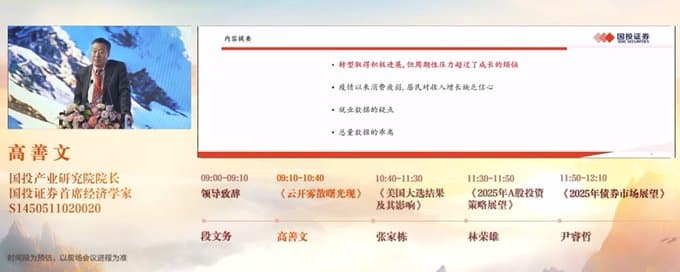 内容提要
国投证券
SDIC SECURITIES
• 转型取得积极进展,但周期性压力超过了成长的烦恼
• 疫情以来消费疲弱,居民对收入增长缺乏信心
• 就业数据的疑点
• 总量数据的乖离
高善文
国投产业研究院院长
国投证券首席经济学家
S1450511020020
09:00-09:10
领导致辞
段文务
09:10-10:40
《云开雾散曙光现》
高善文
10:40-11:30
《美国大选结果
及其影响》
张家栋
11:30-11:50
《2025年A股投资
策略展望》
林荣雄
11:50-12:10
《2025年债券市场展望》
尹睿哲
时间段为预估，以现场会议进程为准